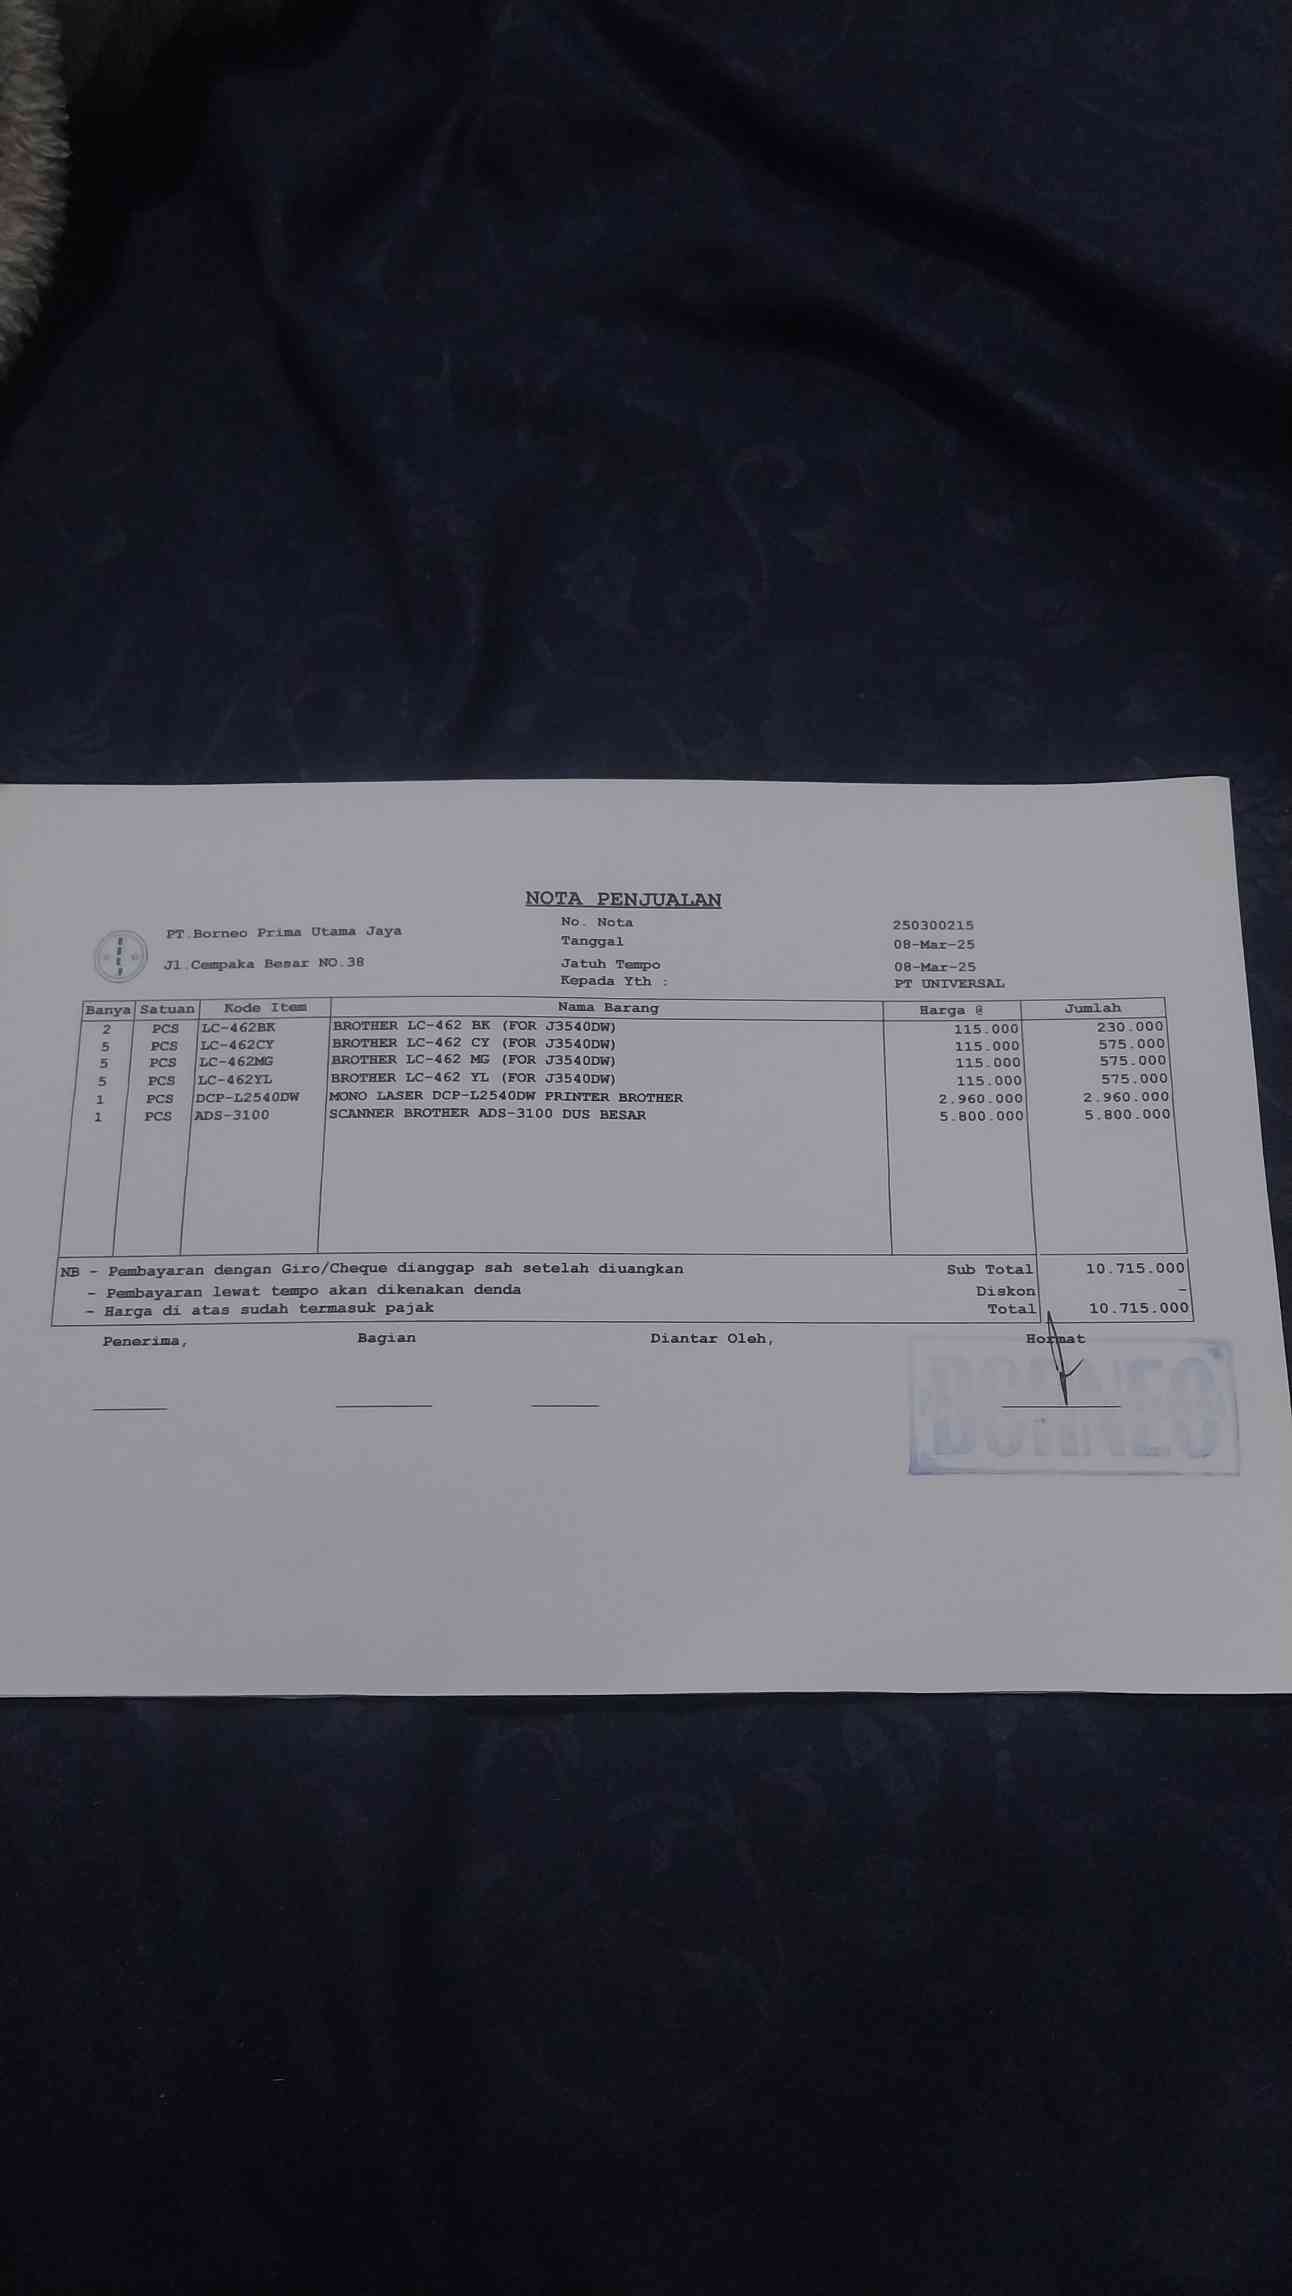 NOTA PENJUALAN
PT.Borneo Prima Utama Jaya
Jl.Cempaka Besar NO.38
No. Nota 250300215
Tanggal 08-Mar-25
Jatuh Tempo 08-Mar-25
Kepada Yth : PT UNIVERSAL
Banya Satuan Kode Item Nama Barang Harga @ Jumlah
2 PCS LC-462BK BROTHER LC-462 BK (FOR J3540DW) 115.000 230.000
5 PCS LC-462CY BROTHER LC-462 CY (FOR J3540DW) 115.000 575.000
5 PCS LC-462MG BROTHER LC-462 MG (FOR J3540DW) 115.000 575.000
5 PCS LC-462YL BROTHER LC-462 YL (FOR J3540DW) 115.000 575.000
1 PCS DCP-L2540DW MONO LASER DCP-L2540DW PRINTER BROTHER 2.960.000 2.960.000
1 PCS ADS-3100 SCANNER BROTHER ADS-3100 DUS BESAR 5.800.000 5.800.000
NB - Pembayaran dengan Giro/Cheque dianggap sah setelah diuangkan Sub Total 10.715.000
- Pembayaran lewat tempo akan dikenakan denda Diskon -
- Harga di atas sudah termasuk pajak Total 10.715.000
Penerima, Bagian Diantar Oleh, Hormat
BORNEO